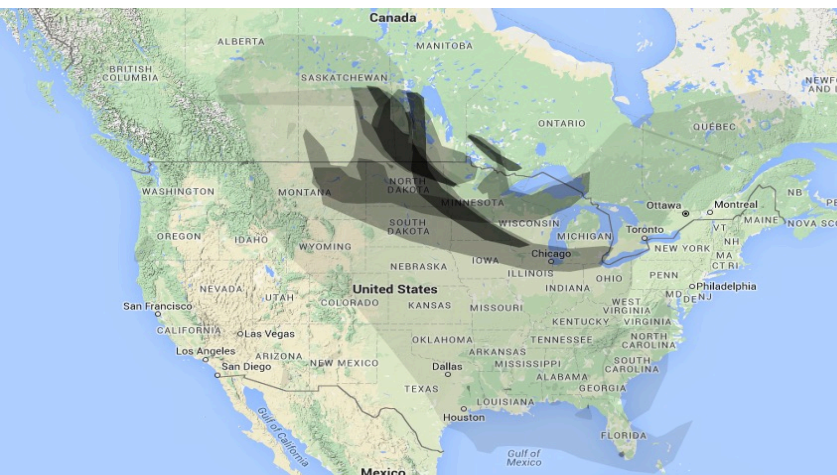 Canada
ALBERTA
MANITOBA
BRITISH
COLUMBIA
SASKATCHEWAN
ONTARIO
QUÉBEC
NORTH
DAKOTA
WASHINGTON
MONTANA
MINNESOTA
Ottawa
Montreal
NB
MAINE
NOVA SC
OREGON
IDAHO
SOUTH
DAKOTA
WISCONSIN
MICHIGAN
Toronto
VT
NH
NEW YORK
MA
CT RI
WYOMING
Chicago
IOWA
NEBRASKA
ILLINOIS
INDIANA
OHIO
PENN
Philadelphia
MD
DE
NJ
NEVADA
UTAH
United States
COLORADO
KANSAS
MISSOURI
WEST
VIRGINIA
VIRGINIA
KENTUCKY
San Francisco
CALIFORNIA
Las Vegas
Los Angeles
San Diego
ARIZONA
NEW MEXICO
OKLAHOMA
ARKANSAS
TENNESSEE
NORTH
CAROLINA
SOUTH
CAROLINA
MISSISSIPPI
ALABAMA
GEORGIA
Dallas
TEXAS
LOUISIANA
Houston
FLORIDA
Gulf of
California
Gulf of
Mexico
Mexico